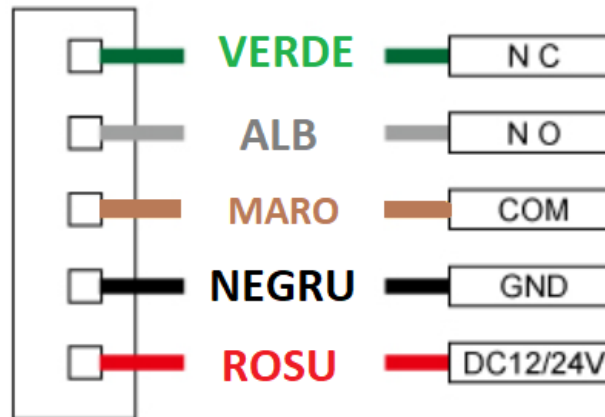 VERDE N C
ALB N O
MARO COM
NEGRU GND
ROSU DC12/24V